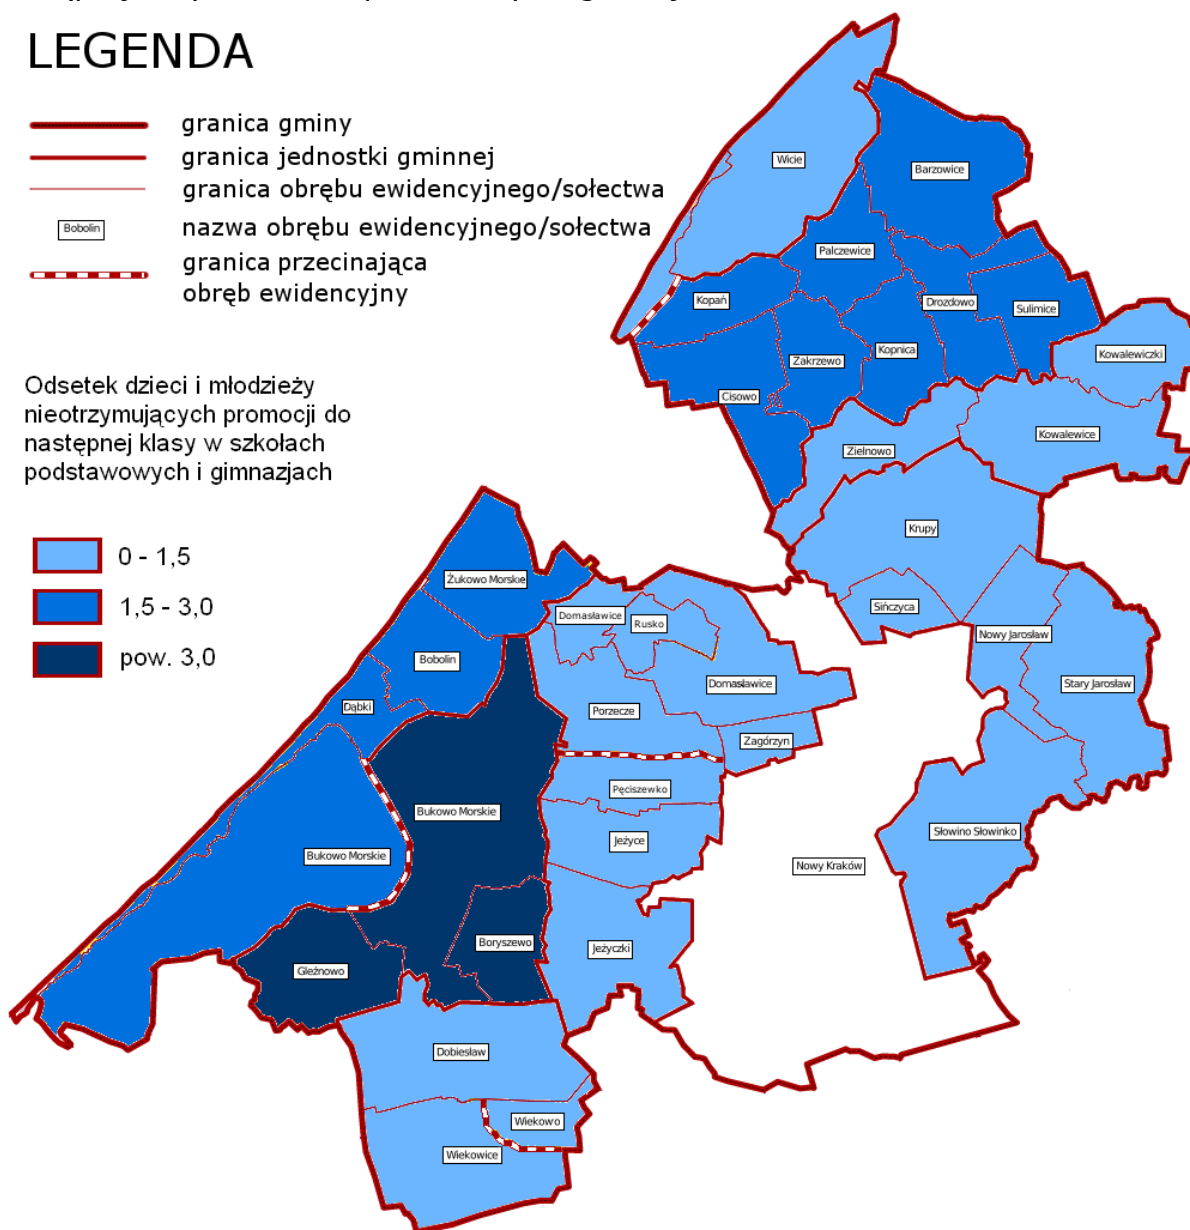 LEGENDA
granica gminy
granica jednostki gminnej
granica obrębu ewidencyjnego/sołectwa
Bobolin
nazwa obrębu ewidencyjnego/sołectwa
granica przecinająca
obręb ewidencyjny
Odsetek dzieci i młodzieży
nieotrzymujących promocji do
następnej klasy w szkołach
podstawowych i gimnazjach
0 - 1,5
1,5 - 3,0
pow. 3,0
Wicie
Barzowice
Palczewice
Kopań
Drozdowo
Sulimice
Zakrzewo
Kopnica
Kowalewiczki
Cisowo
Kowalewice
Zielnowo
Krupy
Żukowo Morskie
Sińczyca
Domasławice
Rusko
Nowy Jarosław
Bobolin
Domasławice
Stary Jarosław
Dąbki
Porzecze
Zagórzyn
Pęciszewko
Bukowo Morskie
Słowino Słowinko
Jeżyce
Bukowo Morskie
Nowy Kraków
Boryszewo
Jeżyczki
Gleźnowo
Dobiesław
Wiekowo
Wiekowice